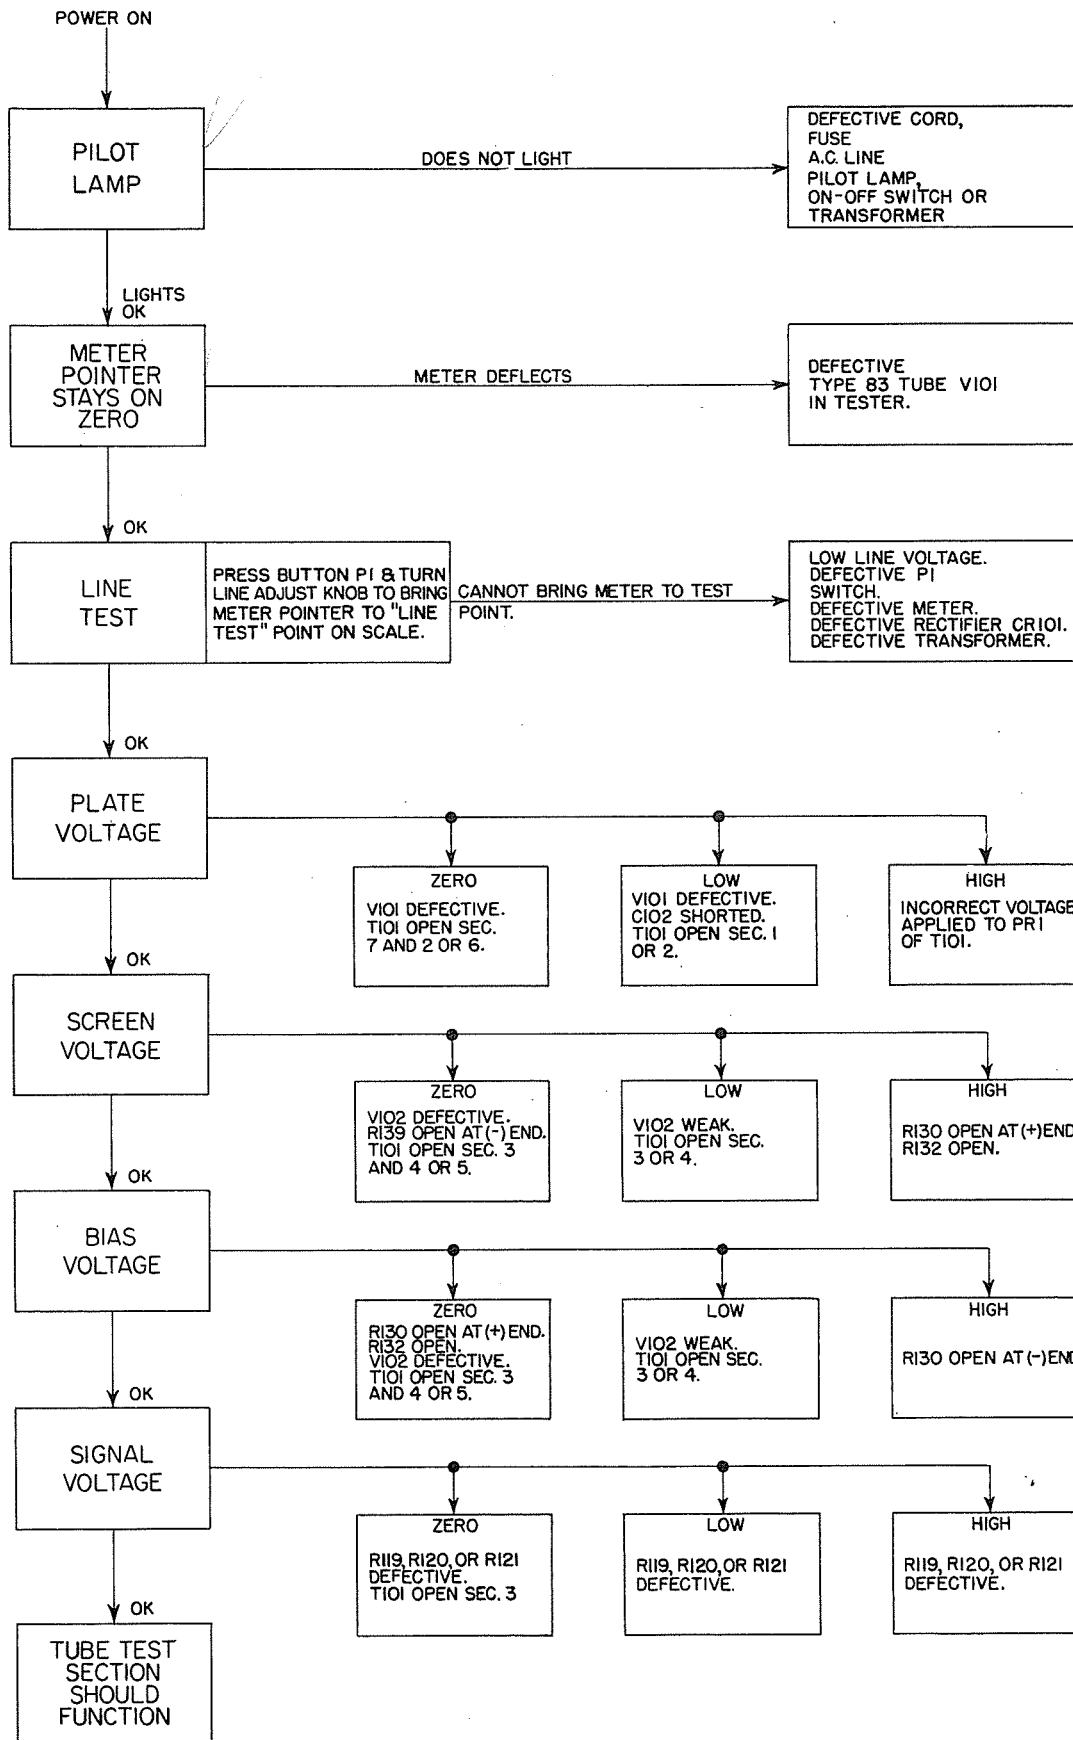 POWER ON
PILOT
LAMP
DOES NOT LIGHT
DEFECTIVE CORD,
FUSE
A.C. LINE
PILOT LAMP,
ON-OFF SWITCH OR
TRANSFORMER
LIGHTS
OK
METER
POINTER
STAYS ON
ZERO
METER DEFLECTS
DEFECTIVE
TYPE 83 TUBE V101
IN TESTER.
OK
LINE
TEST
PRESS BUTTON P1 & TURN
LINE ADJUST KNOB TO BRING
METER POINTER TO "LINE
TEST" POINT ON SCALE.
CANNOT BRING METER TO TEST
POINT.
LOW LINE VOLTAGE.
DEFECTIVE P1
SWITCH.
DEFECTIVE METER.
DEFECTIVE RECTIFIER CR101.
DEFECTIVE TRANSFORMER.
OK
PLATE
VOLTAGE
ZERO
V101 DEFECTIVE.
T101 OPEN SEC.
7 AND 2 OR 6.
LOW
V101 DEFECTIVE.
C102 SHORTED.
T101 OPEN SEC. 1
OR 2.
HIGH
INCORRECT VOLTAGE
APPLIED TO PR1
OF T101.
OK
SCREEN
VOLTAGE
ZERO
V102 DEFECTIVE.
R139 OPEN AT (-) END.
T101 OPEN SEC. 3
AND 4 OR 5.
LOW
V102 WEAK.
T101 OPEN SEC.
3 OR 4.
HIGH
R130 OPEN AT (+) END
R132 OPEN.
OK
BIAS
VOLTAGE
ZERO
R130 OPEN AT (+) END.
R132 OPEN.
V102 DEFECTIVE.
T101 OPEN SEC. 3
AND 4 OR 5.
LOW
V102 WEAK.
T101 OPEN SEC.
3 OR 4.
HIGH
R130 OPEN AT (-) END
OK
SIGNAL
VOLTAGE
ZERO
R119, R120, OR R121
DEFECTIVE.
T101 OPEN SEC. 3
LOW
R119, R120, OR R121
DEFECTIVE.
HIGH
R119, R120, OR R121
DEFECTIVE.
OK
TUBE TEST
SECTION
SHOULD
FUNCTION